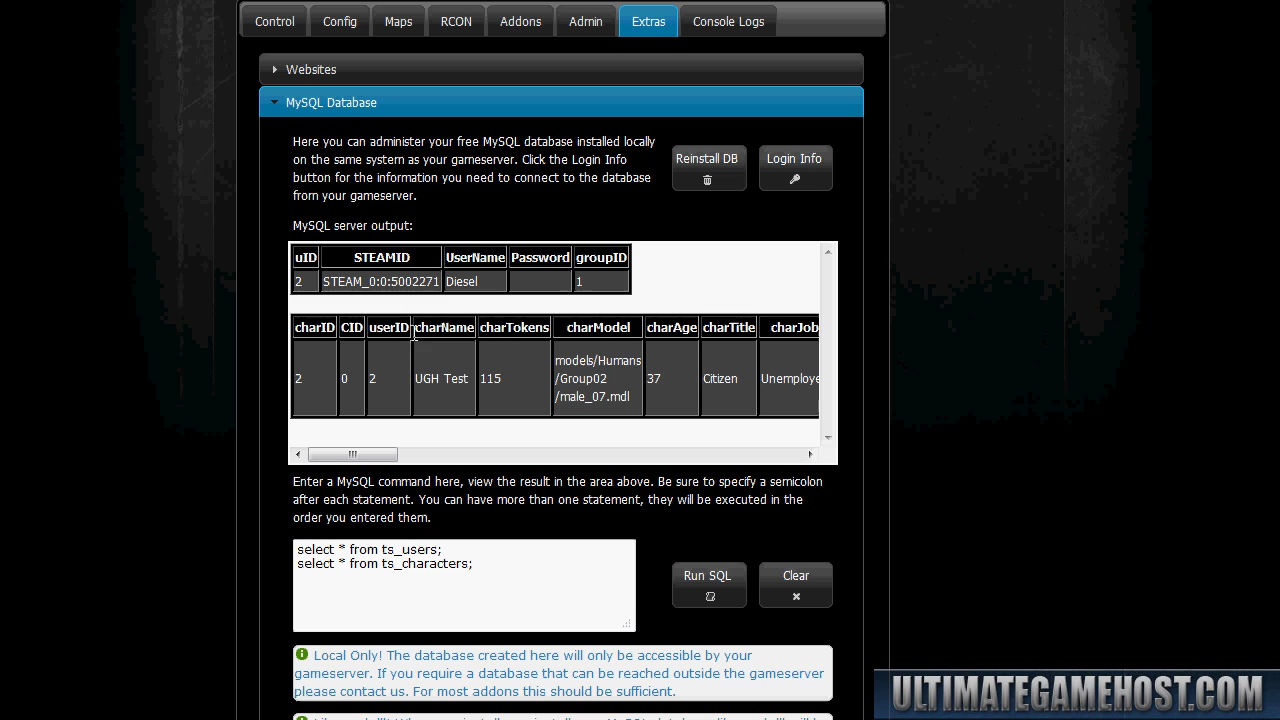 Control Config Maps RCON Addons Admin Extras Console Logs
Websites
MySQL Database
Here you can administer your free MySQL database installed locally
on the same system as your gameserver. Click the Login Info
button for the information you need to connect to the database
from your gameserver.
Reinstall DB
Login Info
MySQL server output:
uID STEAMID UserName Password groupID
2 STEAM_0:0:5002271 Diesel 1
charID CID userID charName charTokens charModel charAge charTitle charJob
2 0 2 UGH Test 115 models/Humans/Group02/male_07.mdl 37 Citizen Unemploye
Enter a MySQL command here, view the result in the area above. Be sure to specify a semicolon
after each statement. You can have more than one statement, they will be executed in the
order you entered them.
select * from ts_users;
select * from ts_characters;
Run SQL
Clear
Local Only! The database created here will only be accessible by your
gameserver. If you require a database that can be reached outside the gameserver
please contact us. For most addons this should be sufficient.
ULTIMATEGAMEHOST.COM